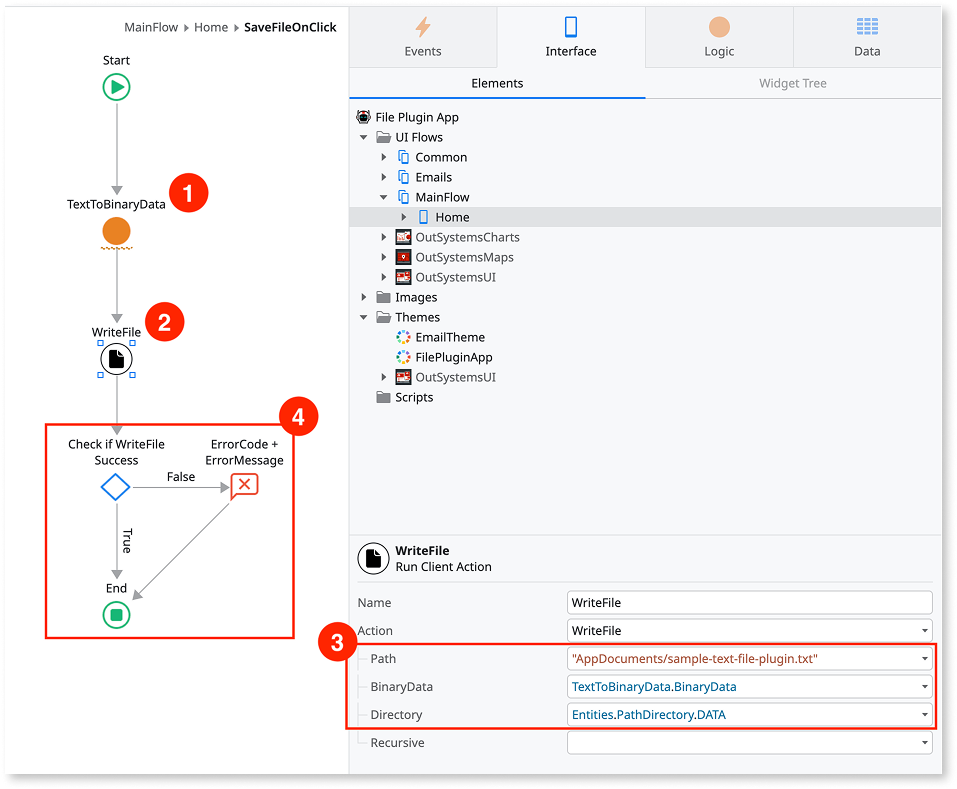 MainFlow Home SaveFileOnClick
Start
TextToBinaryData
1
WriteFile
2
4
Check if WriteFile
Success
ErrorCode +
ErrorMessage
False
True
End
Events
Interface
Logic
Data
Elements
Widget Tree
File Plugin App
UI Flows
Common
Emails
MainFlow
Home
OutSystemsCharts
OutSystemsMaps
OutSystemsUI
Images
Themes
EmailTheme
FilePluginApp
OutSystemsUI
Scripts
WriteFile
Run Client Action
Name WriteFile
Action WriteFile
3
Path "AppDocuments/sample-text-file-plugin.txt"
BinaryData TextToBinaryData.BinaryData
Directory Entities.PathDirectory.DATA
Recursive